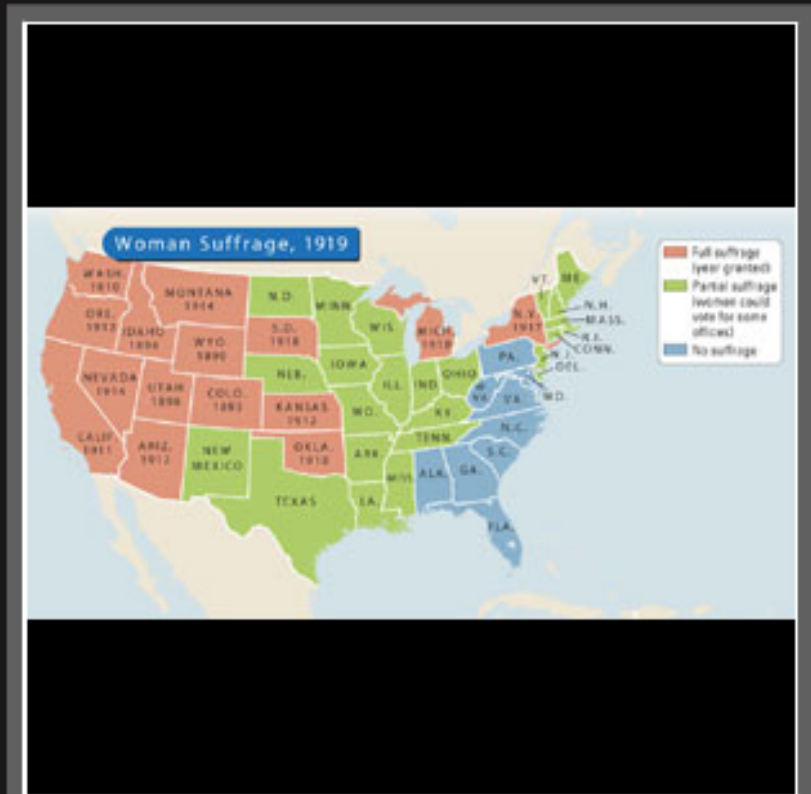 Woman Suffrage, 1919
Full suffrage
(year granted)
Partial suffrage
(women could
vote for some
offices)
No suffrage
WASH.
1910
MONTANA
1914
N.D.
MINN.
VT.
ME.
ORE.
1912
IDAHO
1896
WYO.
1890
S.D.
1918
WIS.
MICH.
1918
N.Y.
1917
N.H.
MASS.
R.I.
CONN.
N.J.
DEL.
MD.
NEVADA
1914
UTAH
1896
COLO.
1893
NEB.
IOWA
ILL.
IND.
OHIO
PA.
W.
VA.
VA.
CALIF.
1911
ARIZ.
1912
NEW
MEXICO
KANSAS
1912
OKLA.
1918
MO.
KY.
TENN.
N.C.
S.C.
ARK.
TEXAS
LA.
MISS.
ALA.
GA.
FLA.